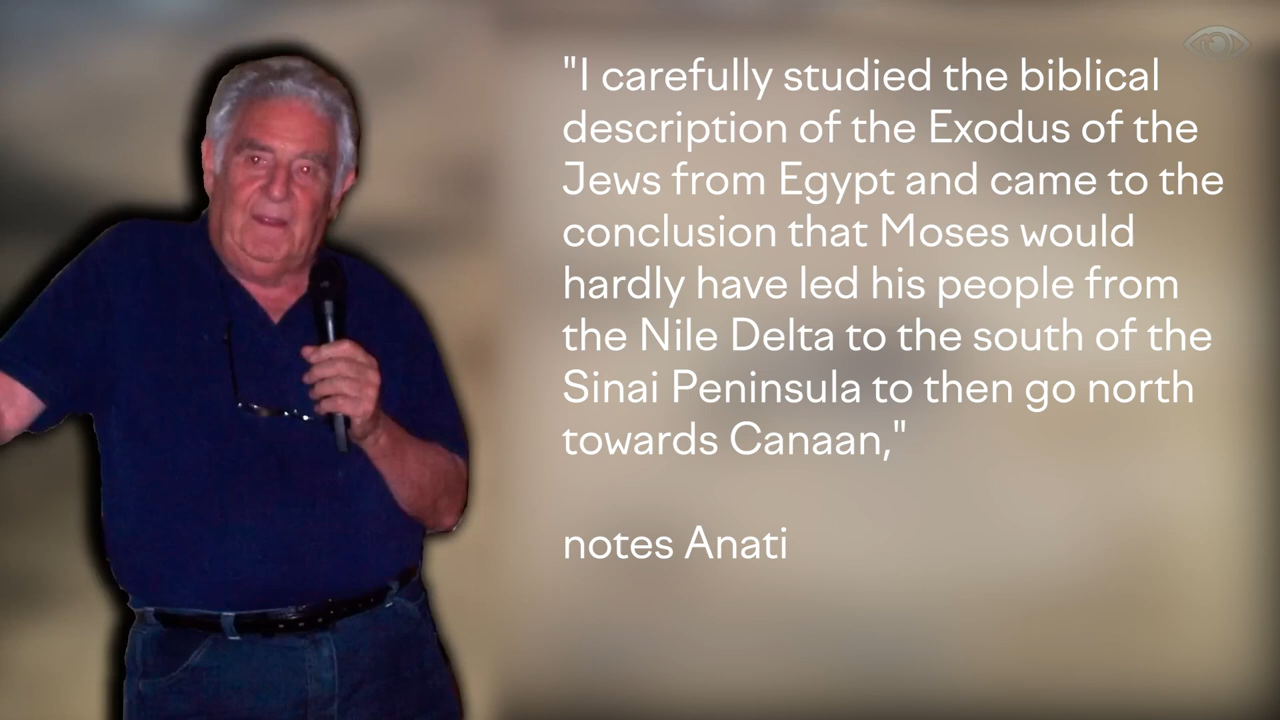 "I carefully studied the biblical
description of the Exodus of the
Jews from Egypt and came to the
conclusion that Moses would
hardly have led his people from
the Nile Delta to the south of the
Sinai Peninsula to then go north
towards Canaan,"
notes Anati